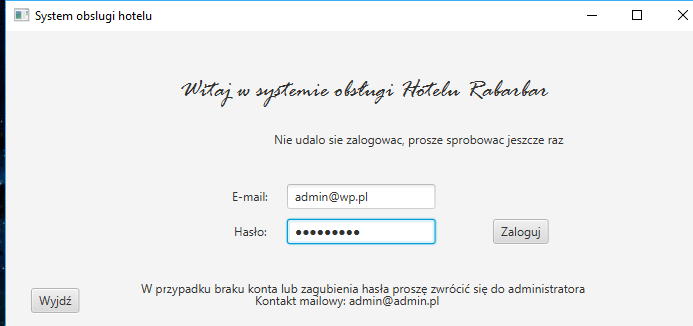 System obslugi hotelu
Witaj w systemie obsługi Hotelu Rabarbar
Nie udalo sie zalogowac, prosze sprobowac jeszcze raz
E-mail: admin@wp.pl
Hasło: ●●●●●●●●●
Zaloguj
W przypadku braku konta lub zagubienia hasła proszę zwrócić się do administratora
Kontakt mailowy: admin@admin.pl
Wyjdź